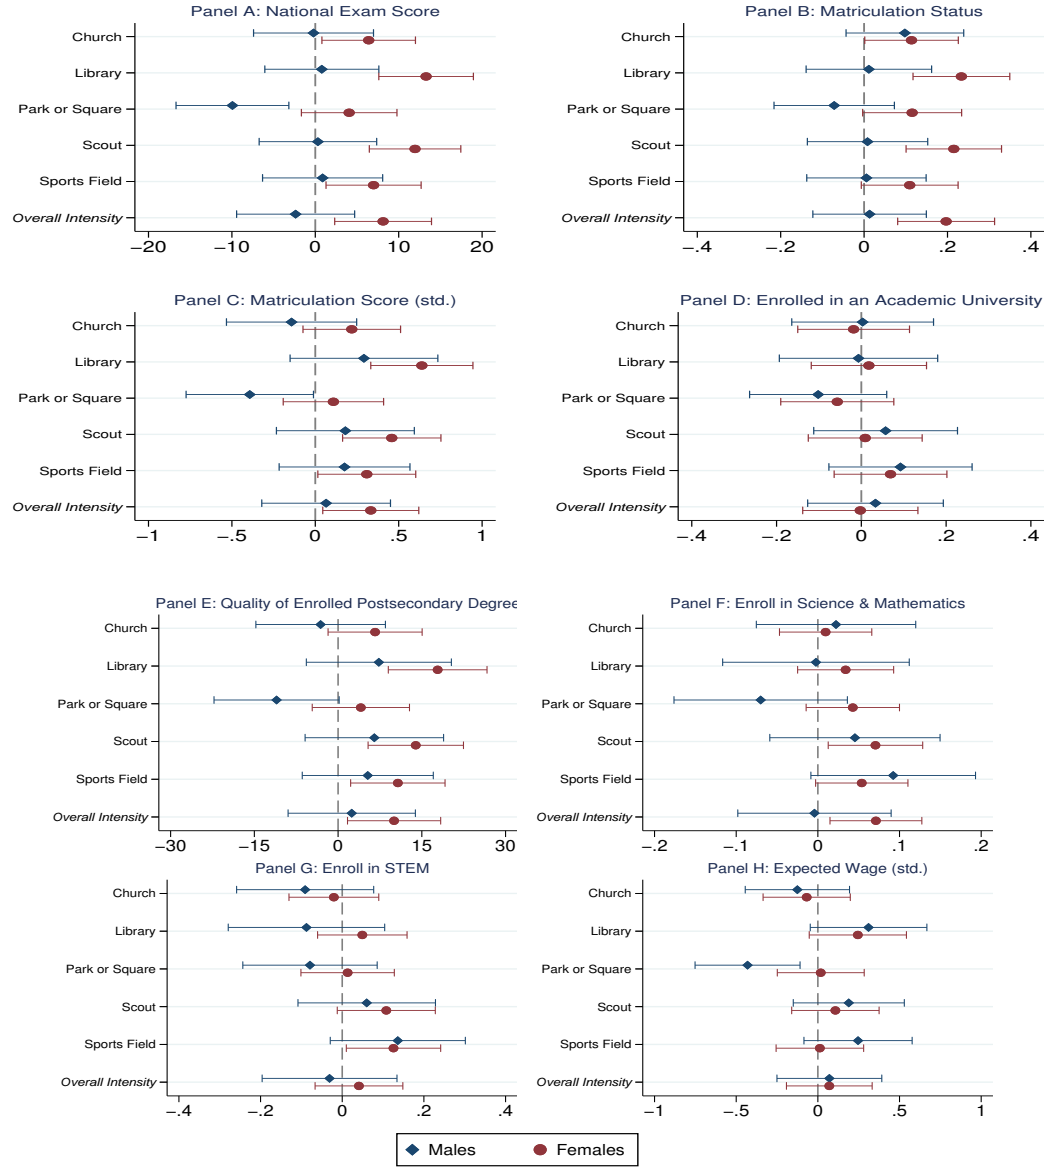 Panel A: National Exam Score
Church
Library
Park or Square
Scout
Sports Field
Overall Intensity
−20 −10 0 10 20
Panel B: Matriculation Status
Church
Library
Park or Square
Scout
Sports Field
Overall Intensity
−.4 −.2 0 .2 .4
Panel C: Matriculation Score (std.)
Church
Library
Park or Square
Scout
Sports Field
Overall Intensity
−1 −.5 0 .5 1
Panel D: Enrolled in an Academic University
Church
Library
Park or Square
Scout
Sports Field
Overall Intensity
−.4 −.2 0 .2 .4
Panel E: Quality of Enrolled Postsecondary Degree
Church
Library
Park or Square
Scout
Sports Field
Overall Intensity
−30 −15 0 15 30
Panel F: Enroll in Science & Mathematics
Church
Library
Park or Square
Scout
Sports Field
Overall Intensity
−.2 −.1 0 .1 .2
Panel G: Enroll in STEM
Church
Library
Park or Square
Scout
Sports Field
Overall Intensity
−.4 −.2 0 .2 .4
Panel H: Expected Wage (std.)
Church
Library
Park or Square
Scout
Sports Field
Overall Intensity
−1 −.5 0 .5 1
Males Females